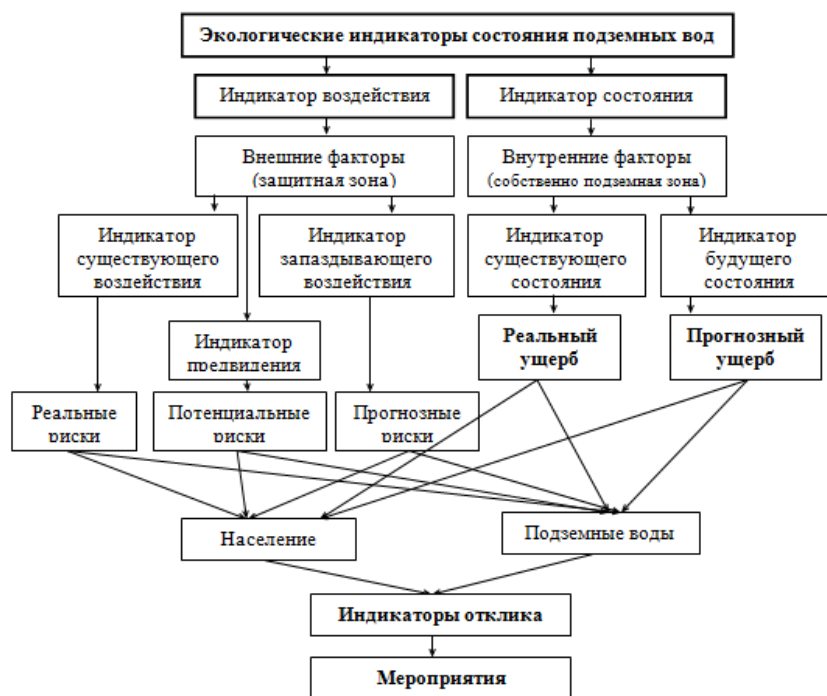 Экологические индикаторы состояния подземных вод
Индикатор воздействия
Индикатор состояния
Внешние факторы
(защитная зона)
Внутренние факторы
(собственно подземная зона)
Индикатор
существующего
воздействия
Индикатор
запаздывающего
воздействия
Индикатор
существующего
состояния
Индикатор
будущего
состояния
Индикатор
предвидения
Реальный
ущерб
Прогнозный
ущерб
Реальные
риски
Потенциальные
риски
Прогнозные
риски
Население
Подземные воды
Индикаторы отклика
Мероприятия